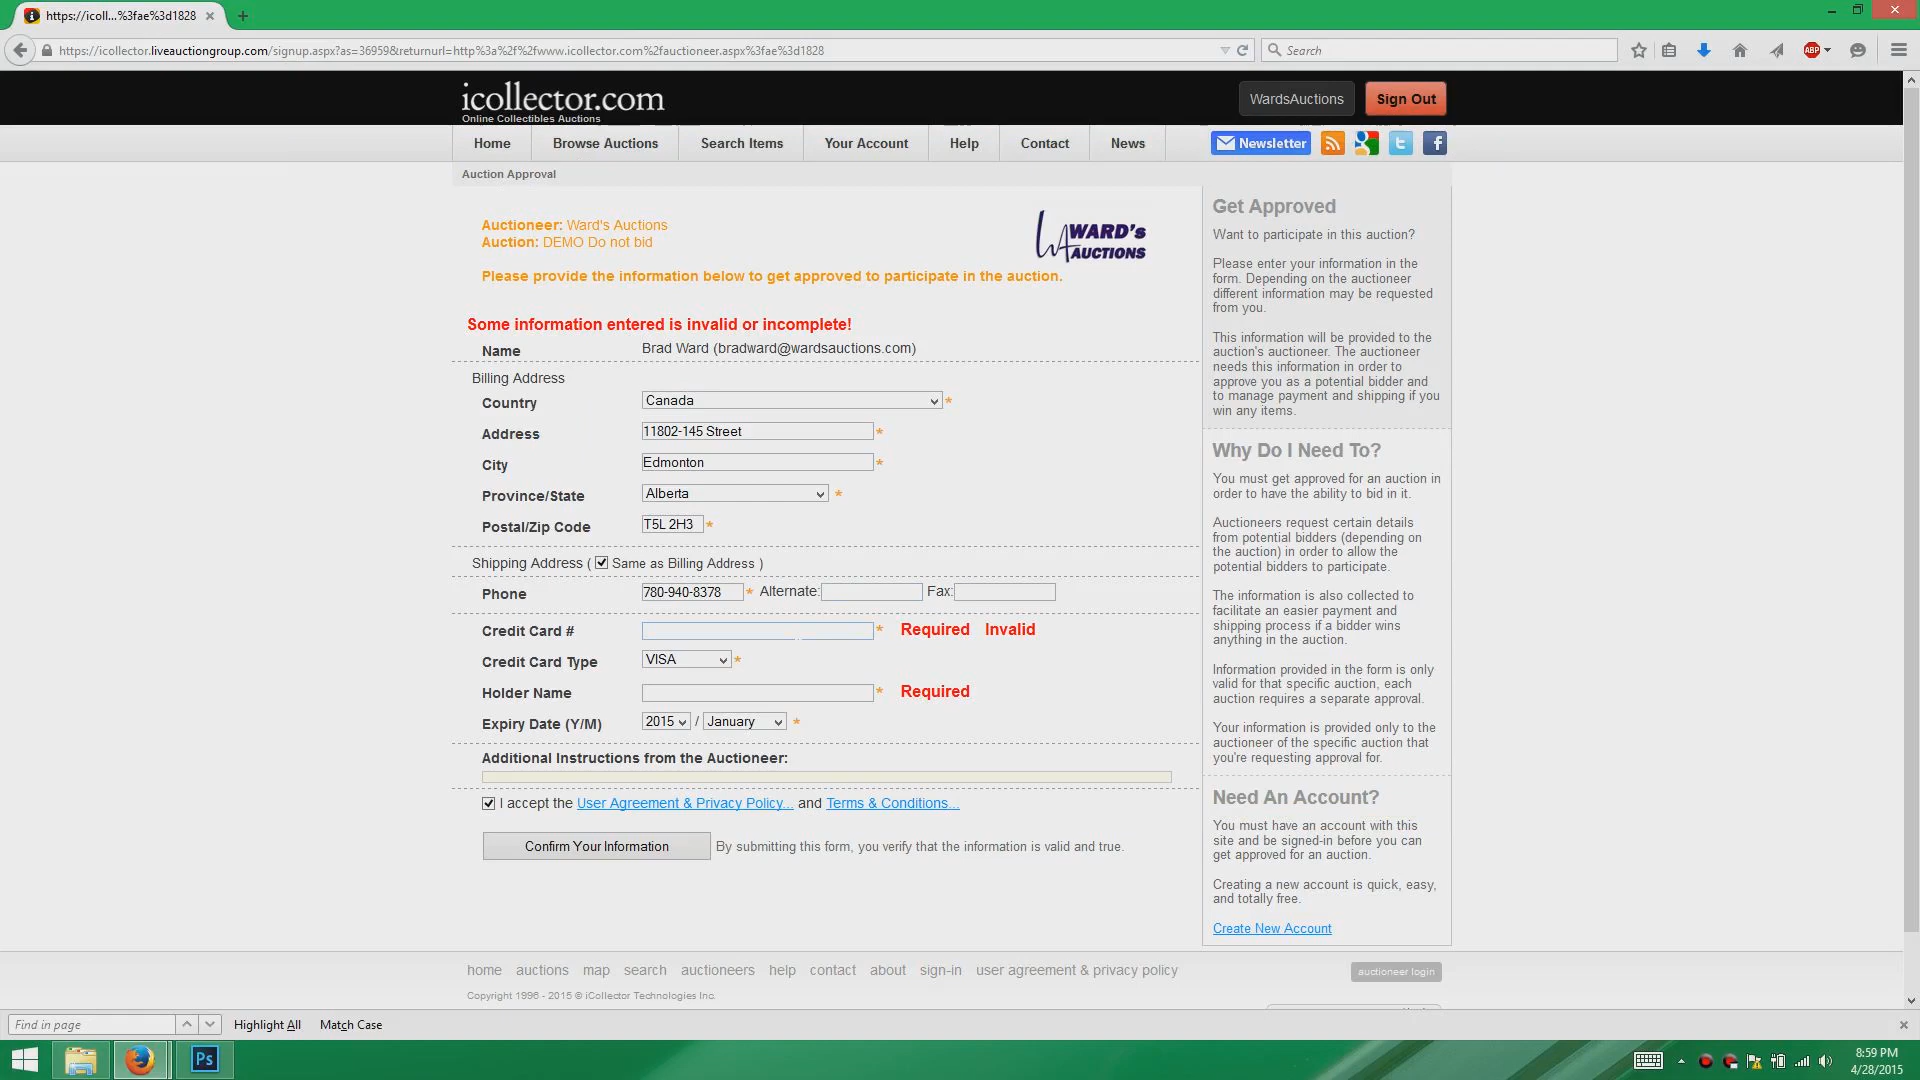 https://icoll...%3fae%3d1828
https://icollector.liveauctiongroup.com/signup.aspx?as=36959&returnurl=http%3a%2f%2fwww.icollector.com%2fauctioneer.aspx%3fae%3d1828
Search
ABP
icollector.com
Online Collectibles Auctions
WardsAuctions
Sign Out
Home Browse Auctions Search Items Your Account Help Contact News
Newsletter
Auction Approval
Auctioneer: Ward's Auctions
Auction: DEMO Do not bid
WARD's
AUCTIONS
Please provide the information below to get approved to participate in the auction.
Some information entered is invalid or incomplete!
Name Brad Ward (bradward@wardsauctions.com)
Billing Address
Country Canada *
Address 11802-145 Street *
City Edmonton *
Province/State Alberta *
Postal/Zip Code T5L 2H3 *
Shipping Address ( Same as Billing Address )
Phone 780-940-8378 * Alternate: Fax:
Credit Card # * Required Invalid
Credit Card Type VISA *
Holder Name * Required
Expiry Date (Y/M) 2015 / January *
Additional Instructions from the Auctioneer:
I accept the User Agreement & Privacy Policy... and Terms & Conditions...
Confirm Your Information By submitting this form, you verify that the information is valid and true.
Get Approved
Want to participate in this auction?
Please enter your information in the
form. Depending on the auctioneer
different information may be requested
from you.
This information will be provided to the
auction's auctioneer. The auctioneer
needs this information in order to
approve you as a potential bidder and
to manage payment and shipping if you
win any items.
Why Do I Need To?
You must get approved for an auction in
order to have the ability to bid in it.
Auctioneers request certain details
from potential bidders (depending on
the auction) in order to allow the
potential bidders to participate.
The information is also collected to
facilitate an easier payment and
shipping process if a bidder wins
anything in the auction.
Information provided in the form is only
valid for that specific auction, each
auction requires a separate approval.
Your information is provided only to the
auctioneer of the specific auction that
you're requesting approval for.
Need An Account?
You must have an account with this
site and be signed-in before you can
get approved for an auction.
Creating a new account is quick, easy,
and totally free.
Create New Account
home auctions map search auctioneers help contact about sign-in user agreement & privacy policy
auctioneer login
Copyright 1996 - 2015 © iCollector Technologies Inc.
Find in page Highlight All Match Case
Ps
8:59 PM
4/28/2015